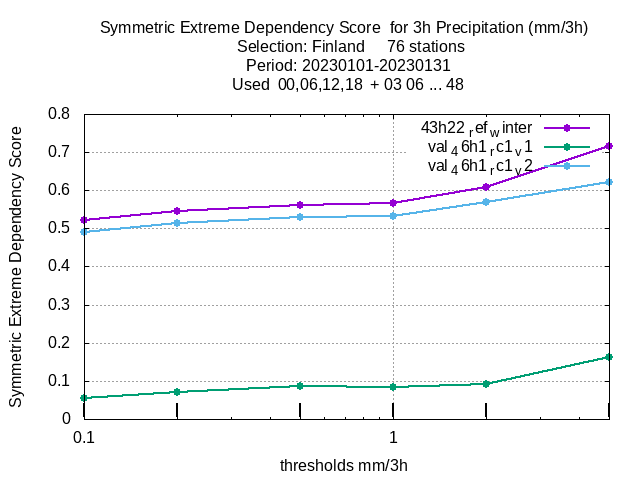 Symmetric Extreme Dependency Score  for 3h Precipitation (mm/3h)
Selection: Finland     76 stations
Period: 20230101-20230131
Used  00,06,12,18  + 03 06 ... 48
Symmetric Extreme Dependency Score
0.8
0.7
0.6
0.5
0.4
0.3
0.2
0.1
0
43h22 r ef w inter
val 4 6h1 r c1 v 1
val 4 6h1 r c1 v 2
0.1
1
thresholds mm/3h